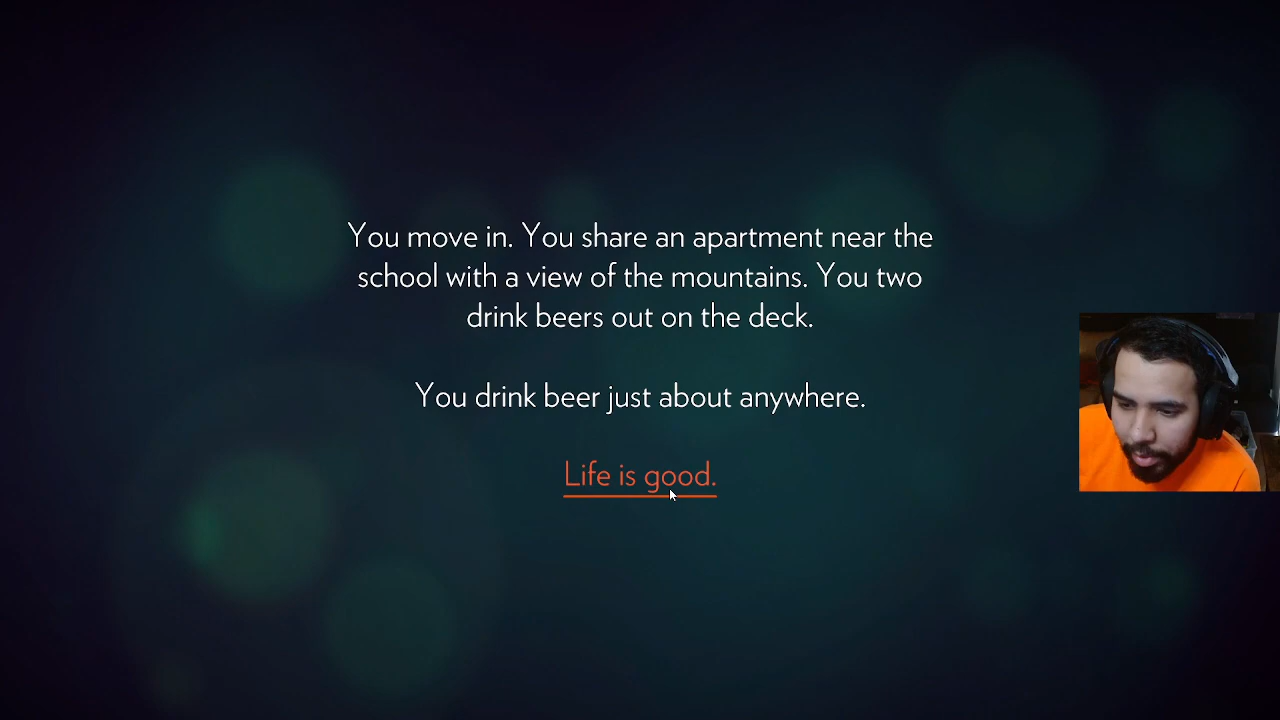 You move in. You share an apartment near the
school with a view of the mountains. You two
drink beers out on the deck.
You drink beer just about anywhere.
Life is good.